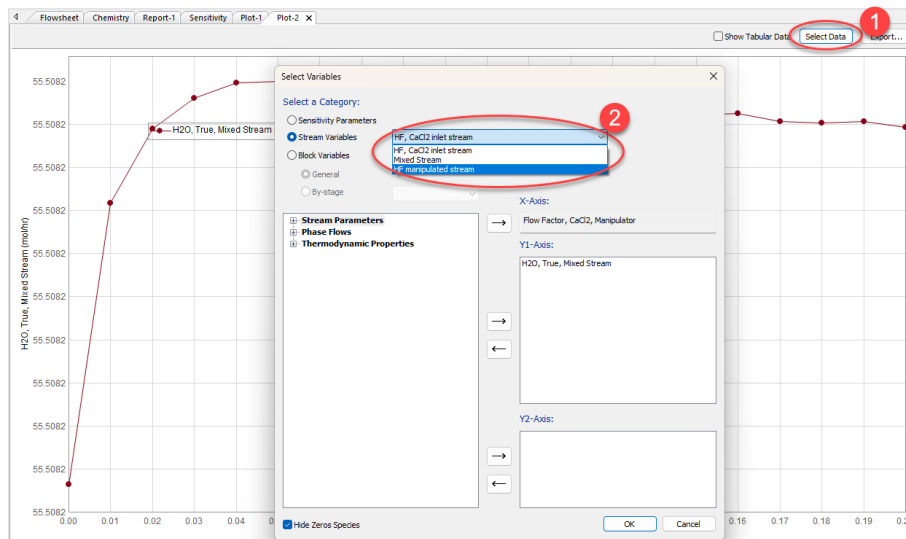 Flowsheet Chemistry Report-1 Sensitivity Plot-1 Plot-2 X
1
Show Tabular Data Select Data Export...
Select Variables
Select a Category:
Sensitivity Parameters
2
Stream Variables HF, CaCl2 inlet stream
HF, CaCl2 inlet stream
Mixed Stream
HF manipulated stream
Block Variables
General
By-stage
Stream Parameters
Phase Flows
Thermodynamic Properties
X-Axis:
Flow Factor, CaCl2, Manipulator
Y1-Axis:
H2O, True, Mixed Stream
Y2-Axis:
Hide Zeros Species
OK Cancel
H2O, True, Mixed Stream
H2O, True, Mixed Stream (mol/hr)
55.5082
55.5082
55.5082
55.5082
55.5082
55.5082
55.5082
55.5082
55.5082
55.5082
55.5082
0.00 0.01 0.02 0.03 0.04 0.16 0.17 0.18 0.19